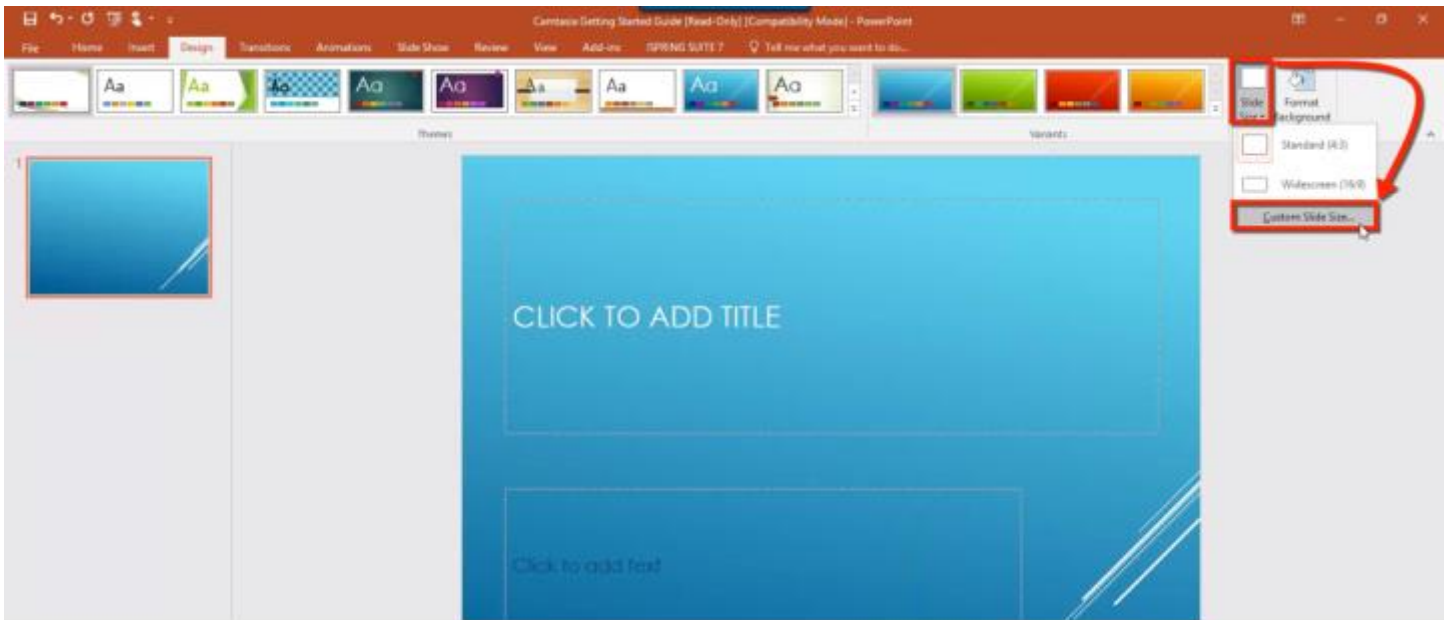 Camtasia Getting Started Guide [Read-Only] [Compatibility Mode] - PowerPoint
File Home Insert Design Transitions Animations Slide Show Review View Add-ins ISPRING SUITE 7 Tell me what you want to do...
Aa Aa Aa Aa Aa Aa Aa Aa Aa
Slide Size Format Background
Themes Variants
Standard (4:3)
Widescreen (16:9)
Custom Slide Size...
1
CLICK TO ADD TITLE
Click to add text